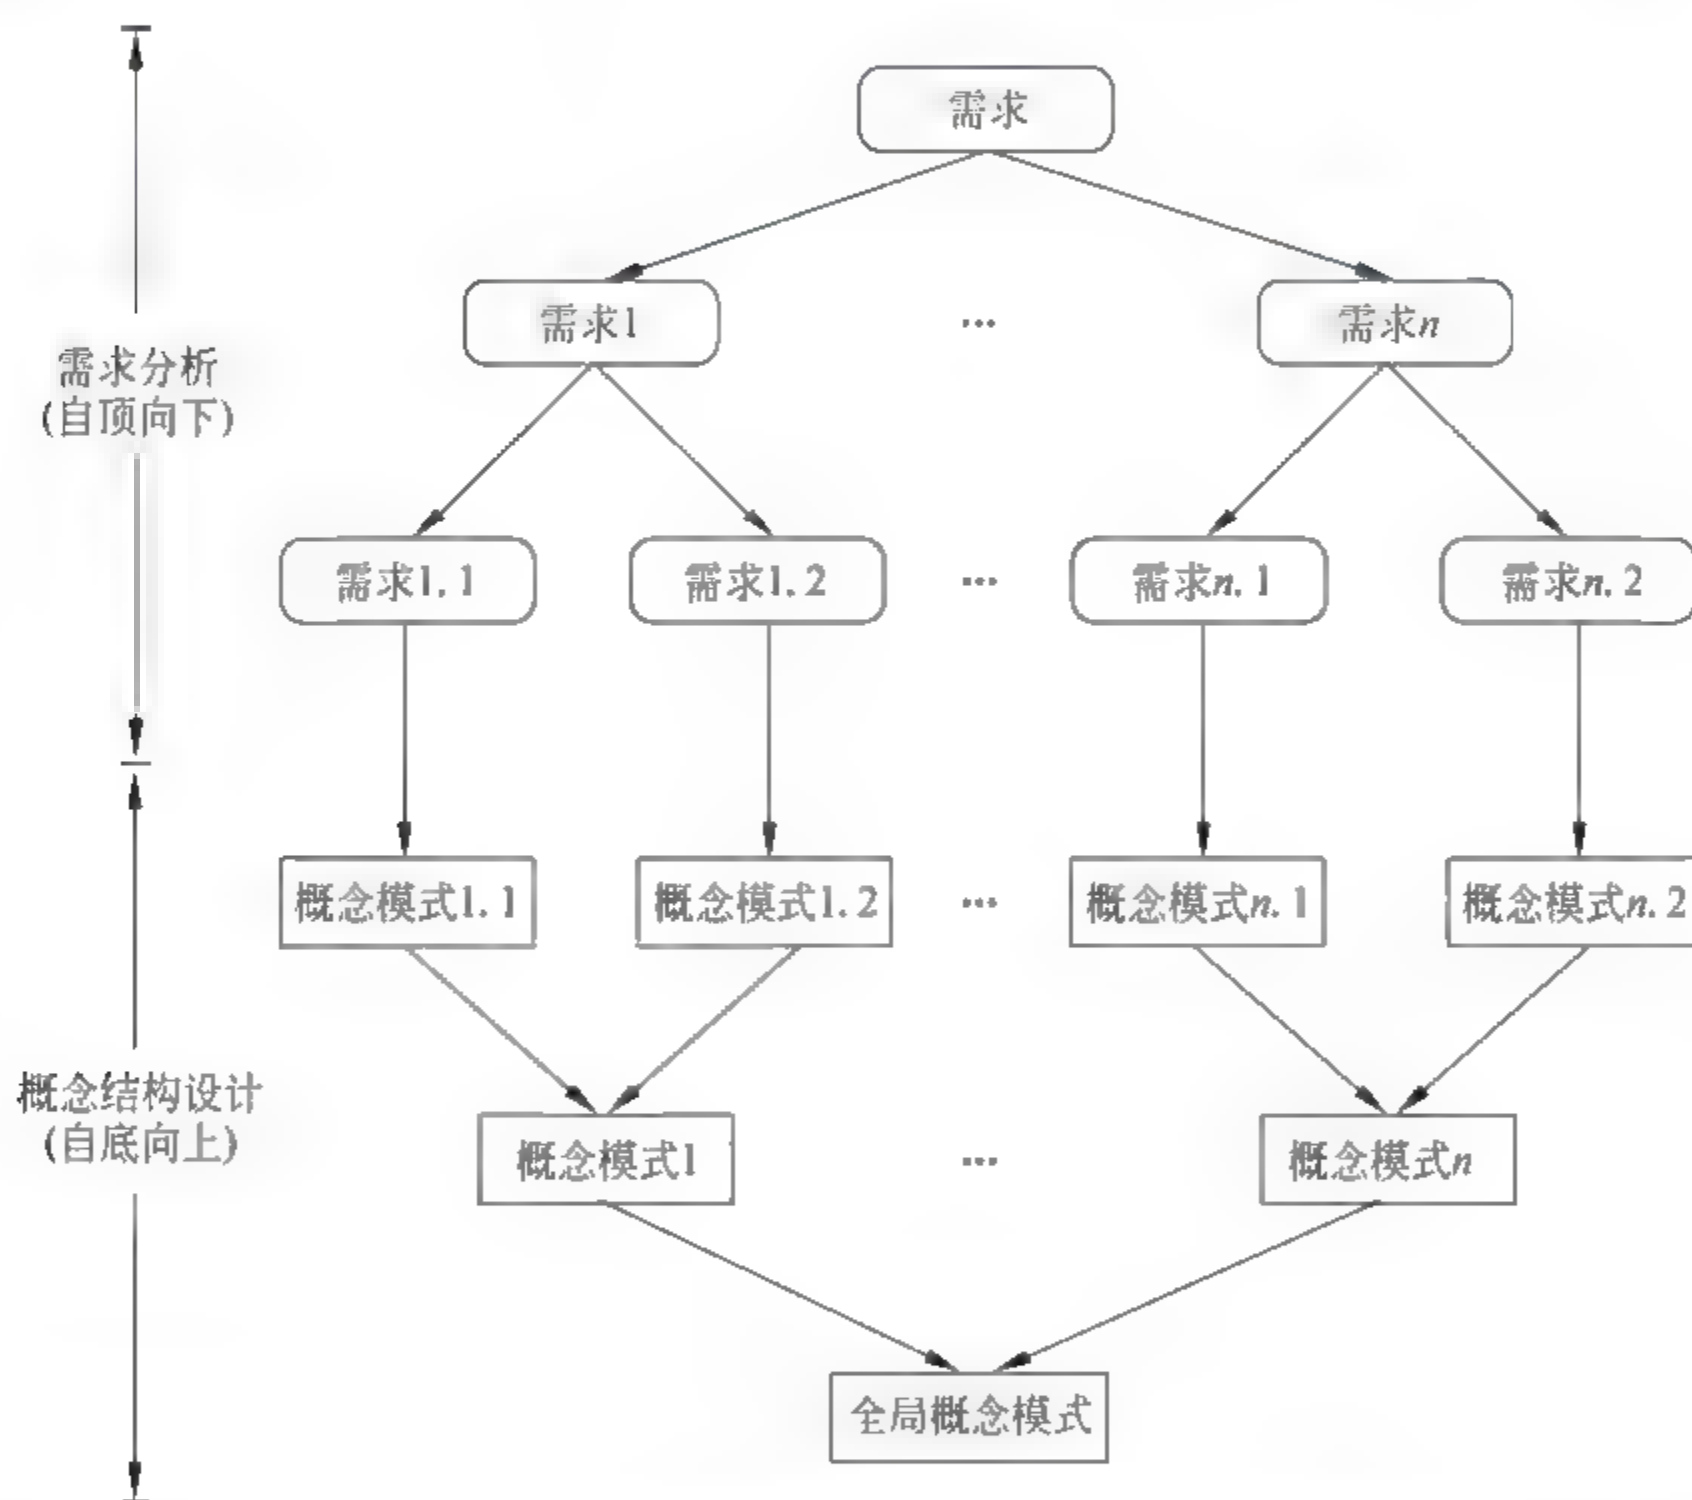 需求
需求1
...
需求n
需求分析
(自顶向下)
需求1.1
需求1.2
...
需求n.1
需求n.2
概念模式1.1
概念模式1.2
...
概念模式n.1
概念模式n.2
概念结构设计
(自底向上)
概念模式1
...
概念模式n
全局概念模式